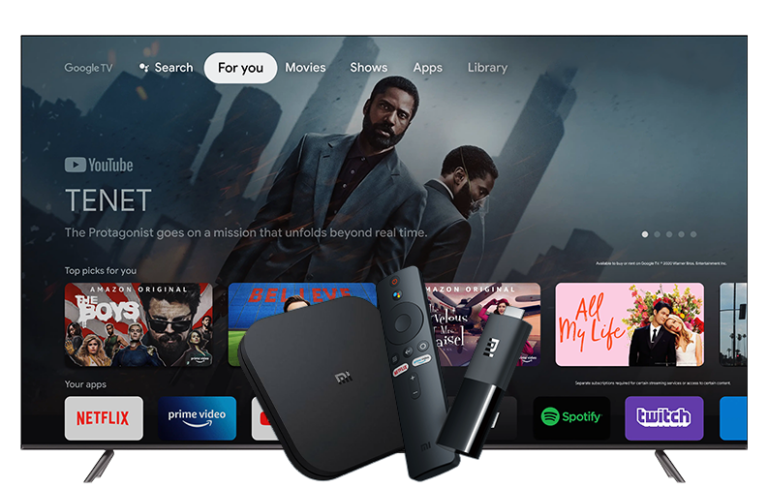 Google TV
Search
For you
Movies
Shows
Apps
Library
YouTube
TENET
The Protagonist goes on a mission that unfolds beyond real time.
Available to buy or rent on Google TV. © 2020 Warner Bros. Entertainment Inc.
Top picks for you
AMAZON ORIGINAL
THE BOYS
BELIEVE
AMAZON ORIGINAL
velous
aisel
All My Life
prime video
Your apps
Separate subscriptions required for certain streaming services or access to certain content.
NETFLIX
prime video
Spotify
twitch
mi
NETFLIX
mi
mi